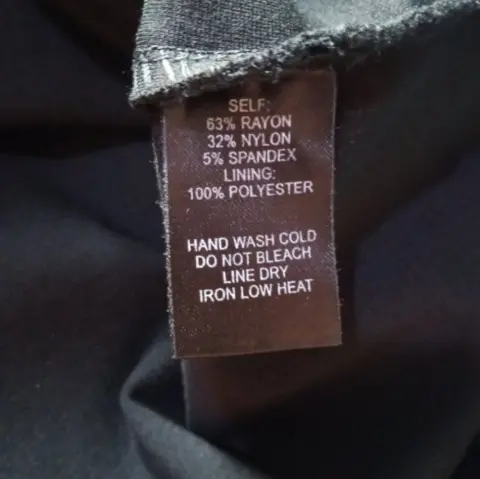 SELF:
63% RAYON
32% NYLON
5% SPANDEX
LINING:
100% POLYESTER
HAND WASH COLD
DO NOT BLEACH
LINE DRY
IRON LOW HEAT